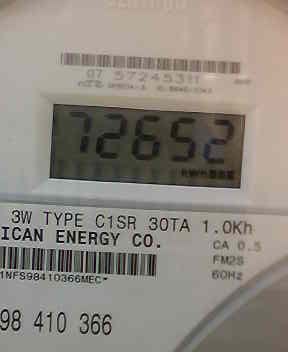 07 57245311
72652
3W TYPE C1SR 30TA 1.0Kh
ICAN ENERGY CO.
CA 0.5
FM2S
60Hz
1NFS98410366MEC*
98 410 366